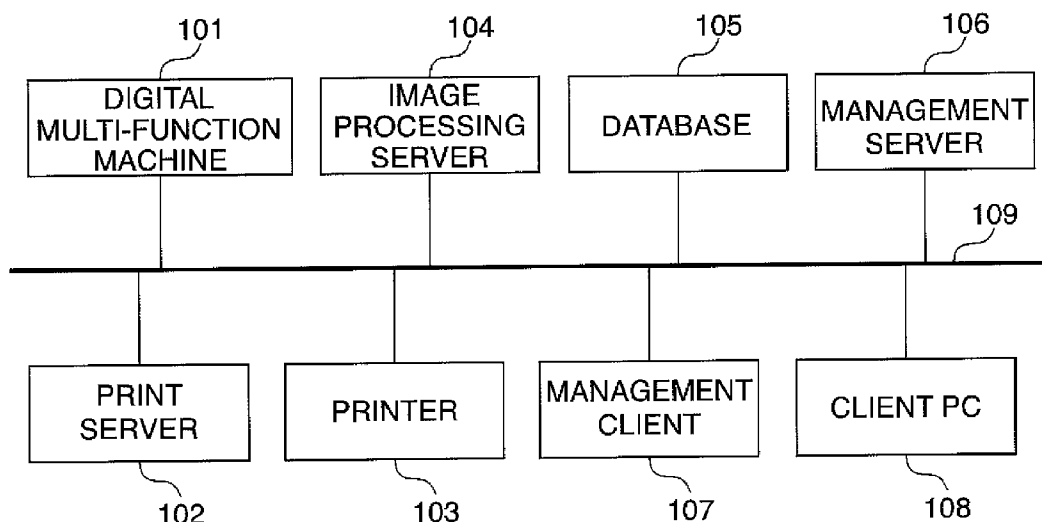 101
104
105
106
DIGITAL
MULTI-FUNCTION
MACHINE
IMAGE
PROCESSING
SERVER
DATABASE
MANAGEMENT
SERVER
109
PRINT
SERVER
PRINTER
MANAGEMENT
CLIENT
CLIENT PC
102
103
107
108